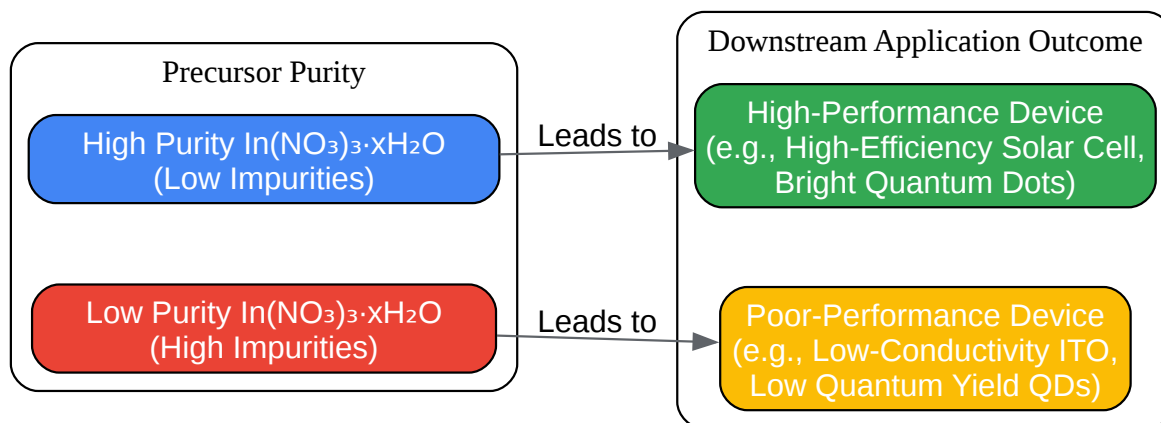 Precursor Purity
High Purity In(NO₃)₃·xH₂O
(Low Impurities)
Low Purity In(NO₃)₃·xH₂O
(High Impurities)
Leads to
Leads to
Downstream Application Outcome
High-Performance Device
(e.g., High-Efficiency Solar Cell,
Bright Quantum Dots)
Poor-Performance Device
(e.g., Low-Conductivity ITO,
Low Quantum Yield QDs)